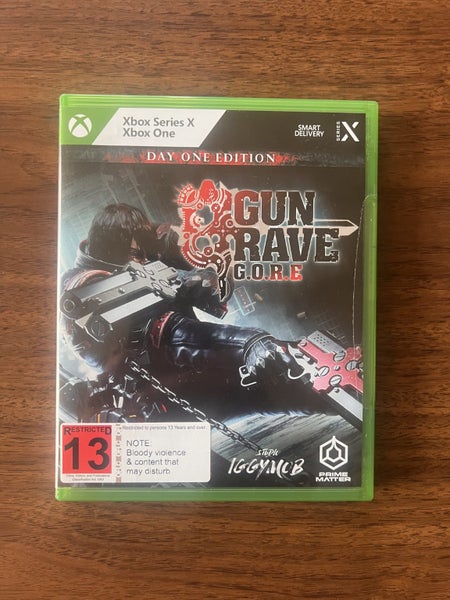 Xbox Series X
Xbox One
SMART
DELIVERY
SERIES
X
DAY ONE EDITION
GUN
GRAVE
G.O.R.E
RESTRICTED
13
Restricted to persons 13 Years and over.
NOTE:
Bloody violence
& content that
may disturb
STUDIO
IGGYMOB
PRIME
MATTER